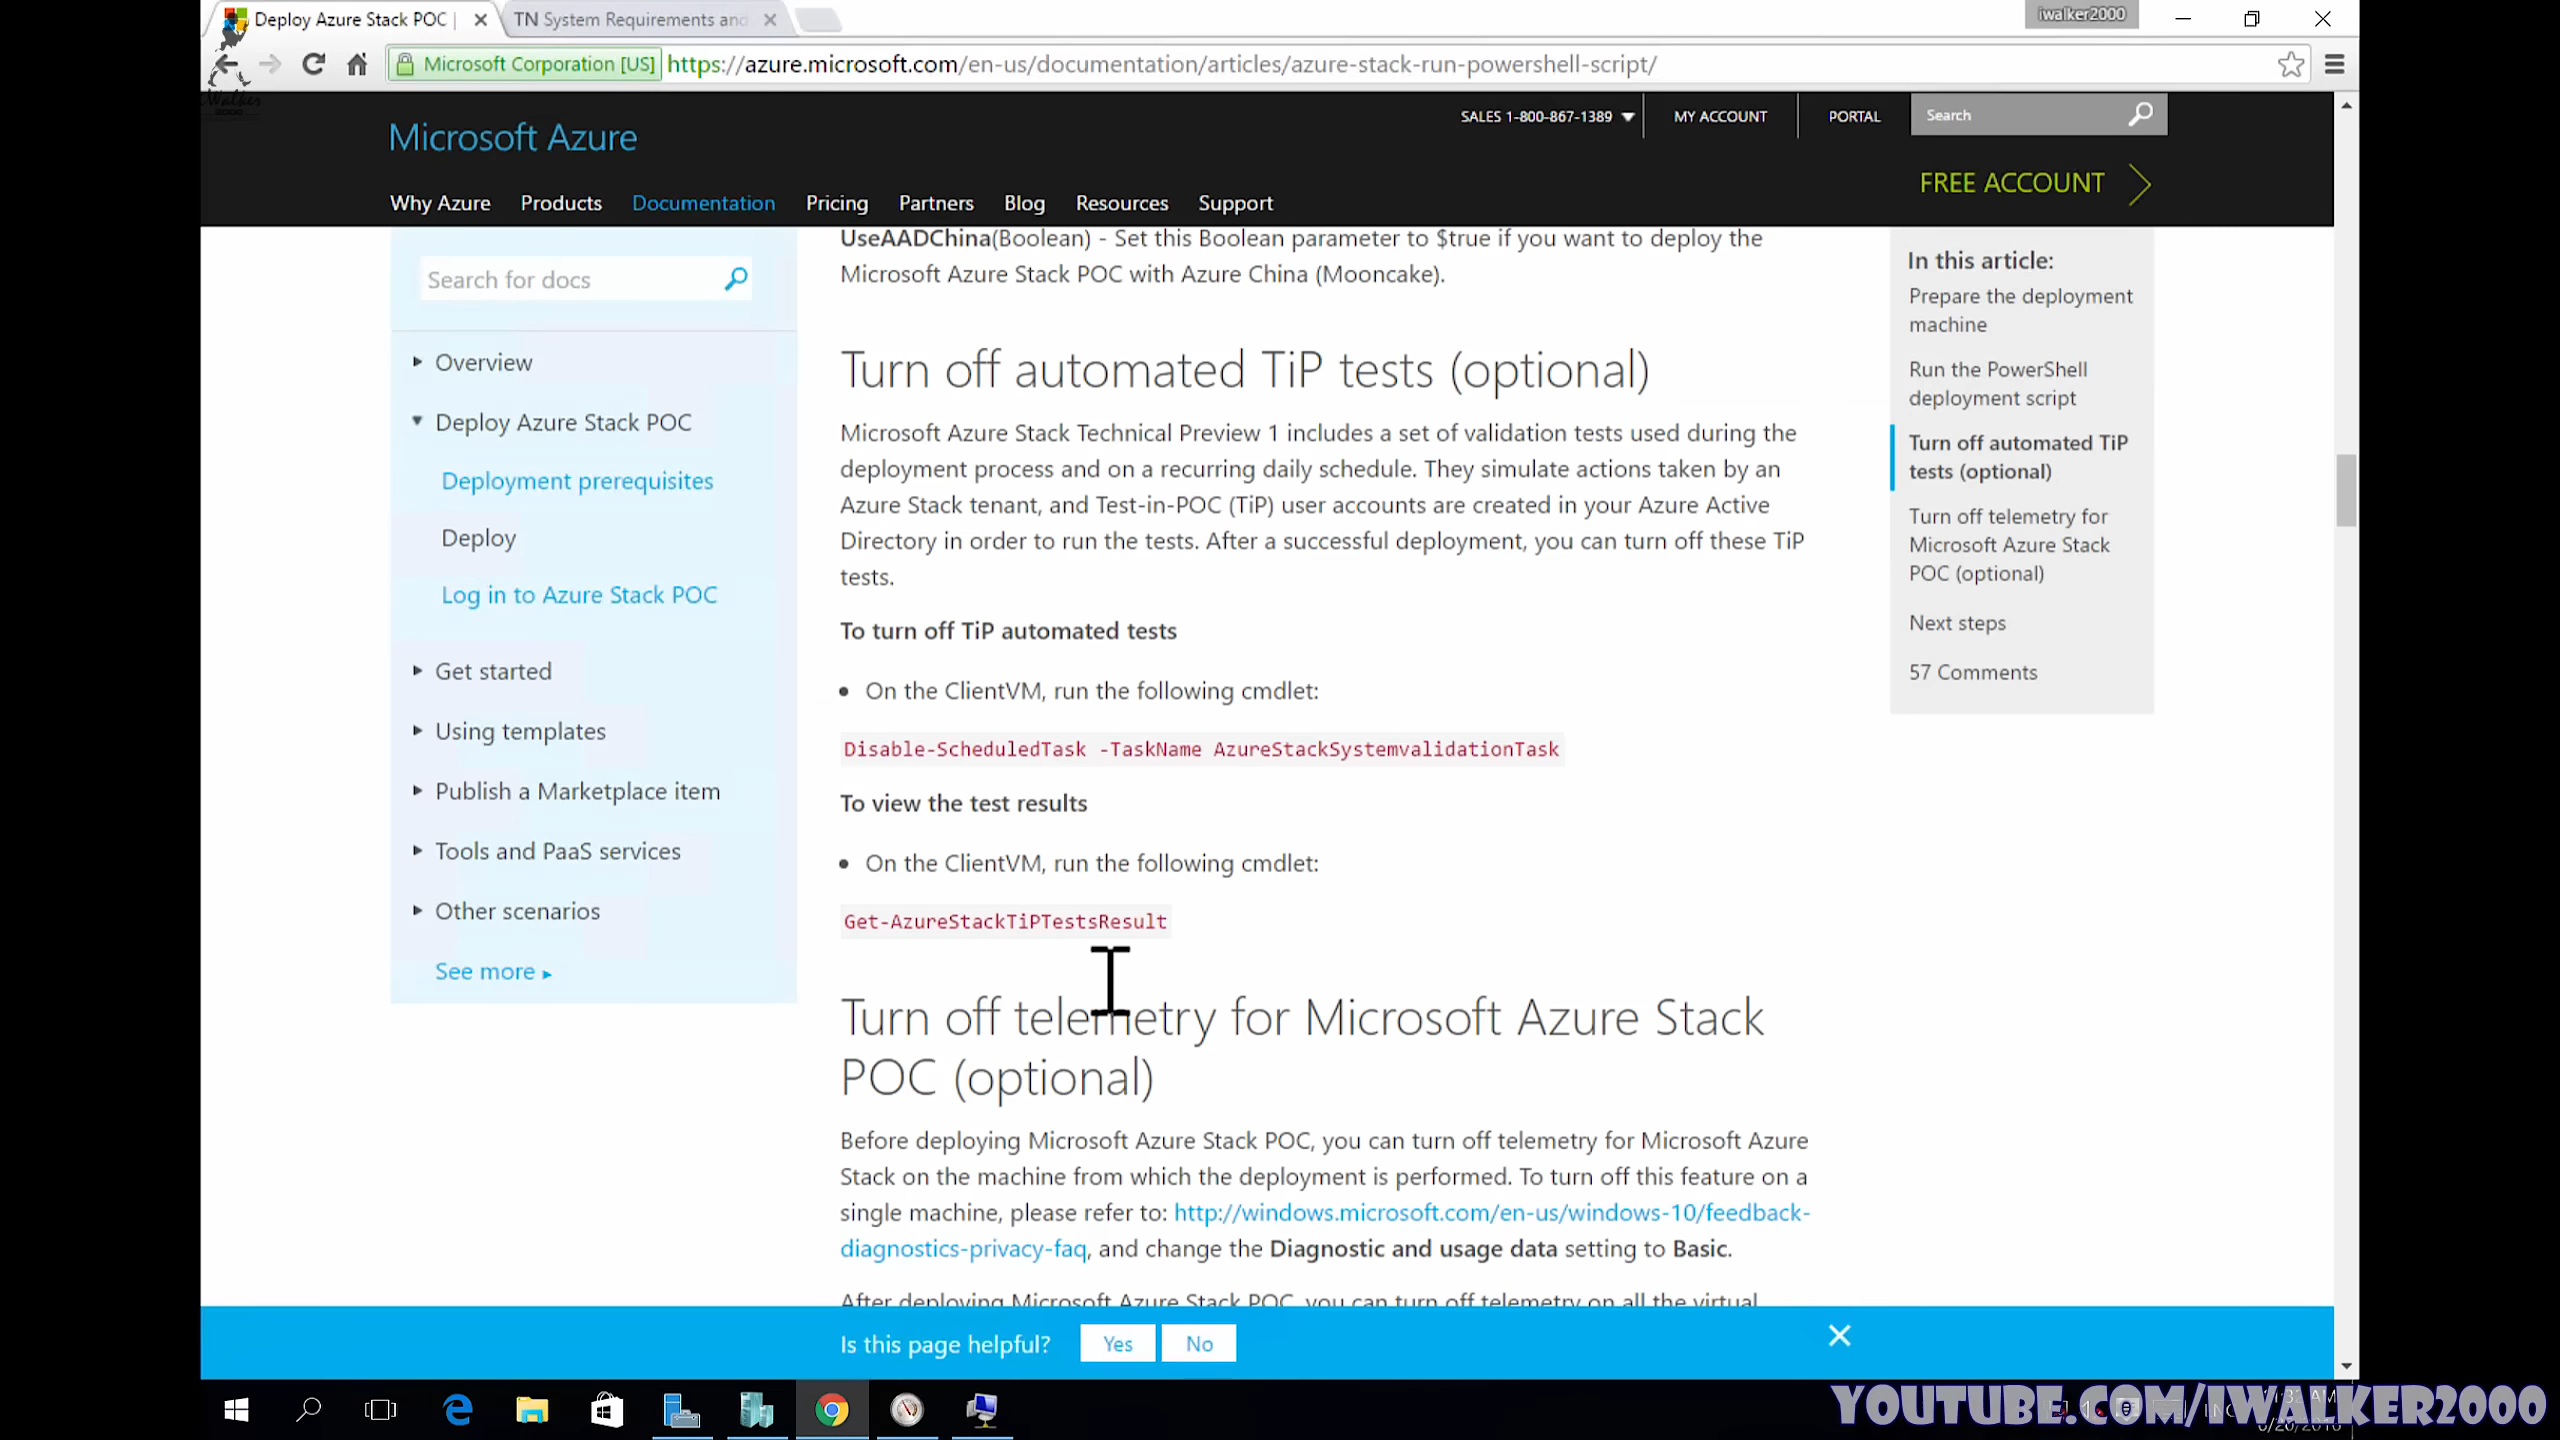 Deploy Azure Stack POC |
TN System Requirements and
iwalker2000
Microsoft Corporation [US]
https://azure.microsoft.com/en-us/documentation/articles/azure-stack-run-powershell-script/
SALES 1-800-867-1389
MY ACCOUNT
PORTAL
Search
Microsoft Azure
FREE ACCOUNT
Why Azure
Products
Documentation
Pricing
Partners
Blog
Resources
Support
Search for docs
Overview
Deploy Azure Stack POC
Deployment prerequisites
Deploy
Log in to Azure Stack POC
Get started
Using templates
Publish a Marketplace item
Tools and PaaS services
Other scenarios
See more
UseAADChina(Boolean) - Set this Boolean parameter to $true if you want to deploy the
Microsoft Azure Stack POC with Azure China (Mooncake).
Turn off automated TiP tests (optional)
Microsoft Azure Stack Technical Preview 1 includes a set of validation tests used during the
deployment process and on a recurring daily schedule. They simulate actions taken by an
Azure Stack tenant, and Test-in-POC (TiP) user accounts are created in your Azure Active
Directory in order to run the tests. After a successful deployment, you can turn off these TiP
tests.
To turn off TiP automated tests
• On the ClientVM, run the following cmdlet:
Disable-ScheduledTask -TaskName AzureStackSystemvalidationTask
To view the test results
• On the ClientVM, run the following cmdlet:
Get-AzureStackTiPTestsResult
Turn off telemetry for Microsoft Azure Stack
POC (optional)
Before deploying Microsoft Azure Stack POC, you can turn off telemetry for Microsoft Azure
Stack on the machine from which the deployment is performed. To turn off this feature on a
single machine, please refer to: http://windows.microsoft.com/en-us/windows-10/feedback-
diagnostics-privacy-faq, and change the Diagnostic and usage data setting to Basic.
After deploying Microsoft Azure Stack POC, you can turn off telemetry on all the virtual
In this article:
Prepare the deployment
machine
Run the PowerShell
deployment script
Turn off automated TiP
tests (optional)
Turn off telemetry for
Microsoft Azure Stack
POC (optional)
Next steps
57 Comments
Is this page helpful?
Yes
No
YOUTUBE.COM/IWALKER2000